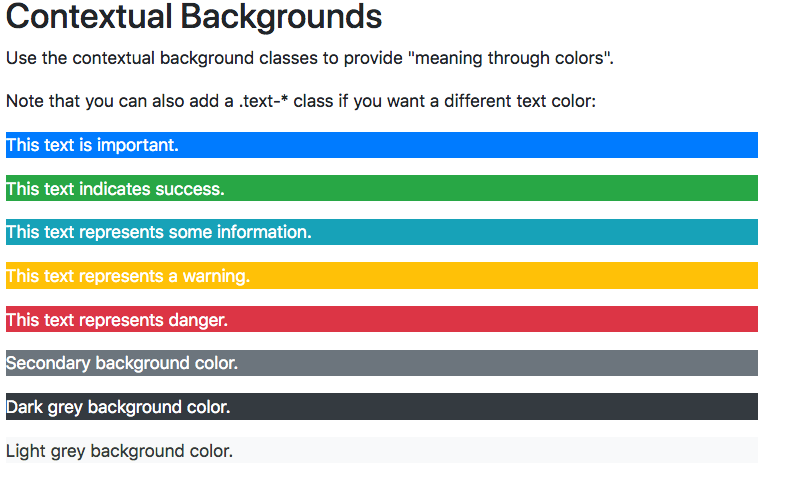 Contextual Backgrounds
Use the contextual background classes to provide "meaning through colors".
Note that you can also add a .text-* class if you want a different text color:
This text is important.
This text indicates success.
This text represents some information.
This text represents a warning.
This text represents danger.
Secondary background color.
Dark grey background color.
Light grey background color.